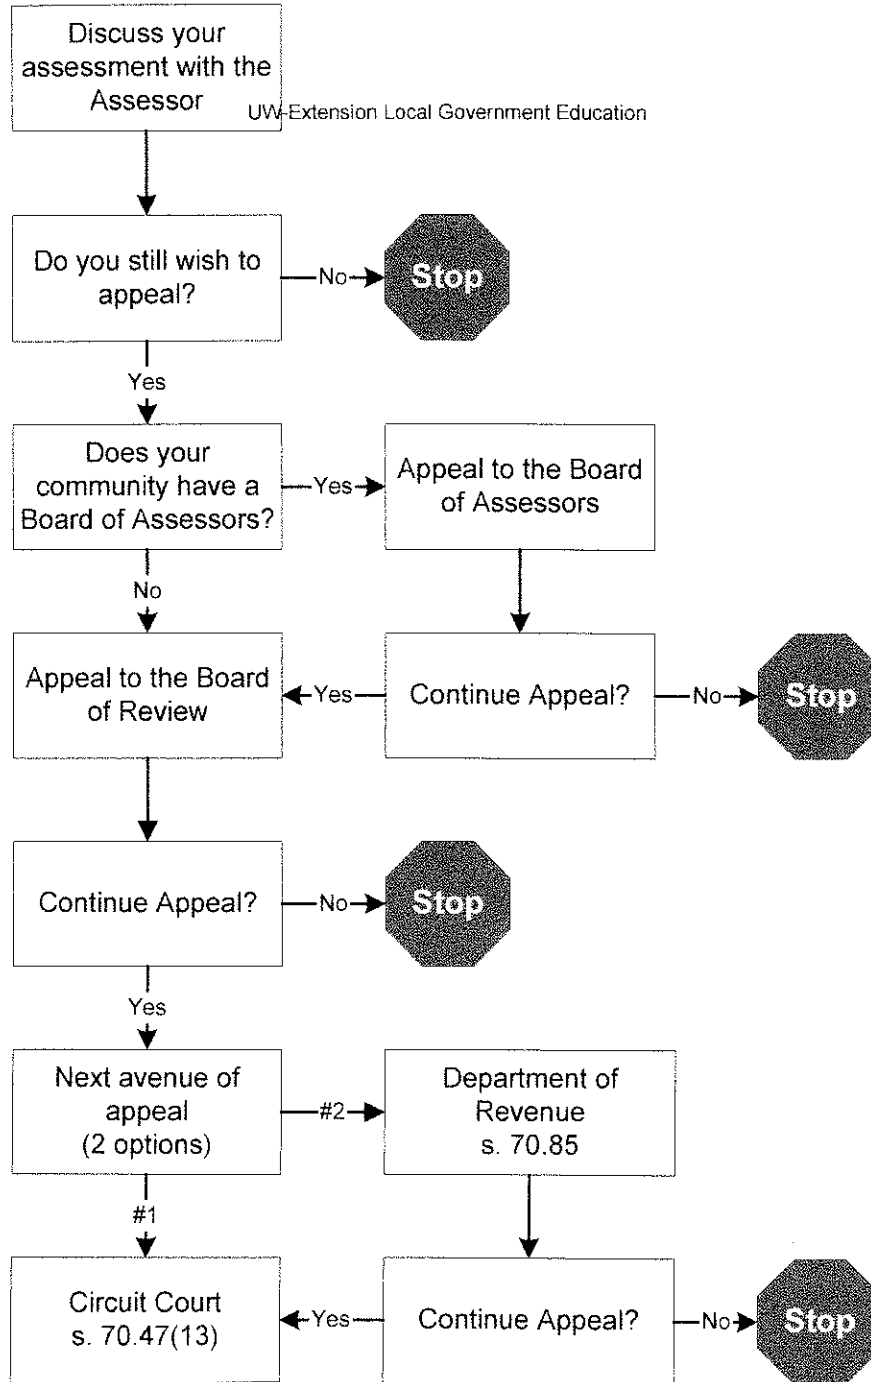 Discuss your
assessment with the
Assessor
UW-Extension Local Government Education
Do you still wish to
appeal?
No
Stop
Yes
Does your
community have a
Board of Assessors?
Yes
Appeal to the Board
of Assessors
No
Appeal to the Board
of Review
Yes
Continue Appeal?
No
Stop
Continue Appeal?
No
Stop
Yes
Next avenue of
appeal
(2 options)
#2
Department of
Revenue
s. 70.85
#1
Circuit Court
s. 70.47(13)
Yes
Continue Appeal?
No
Stop